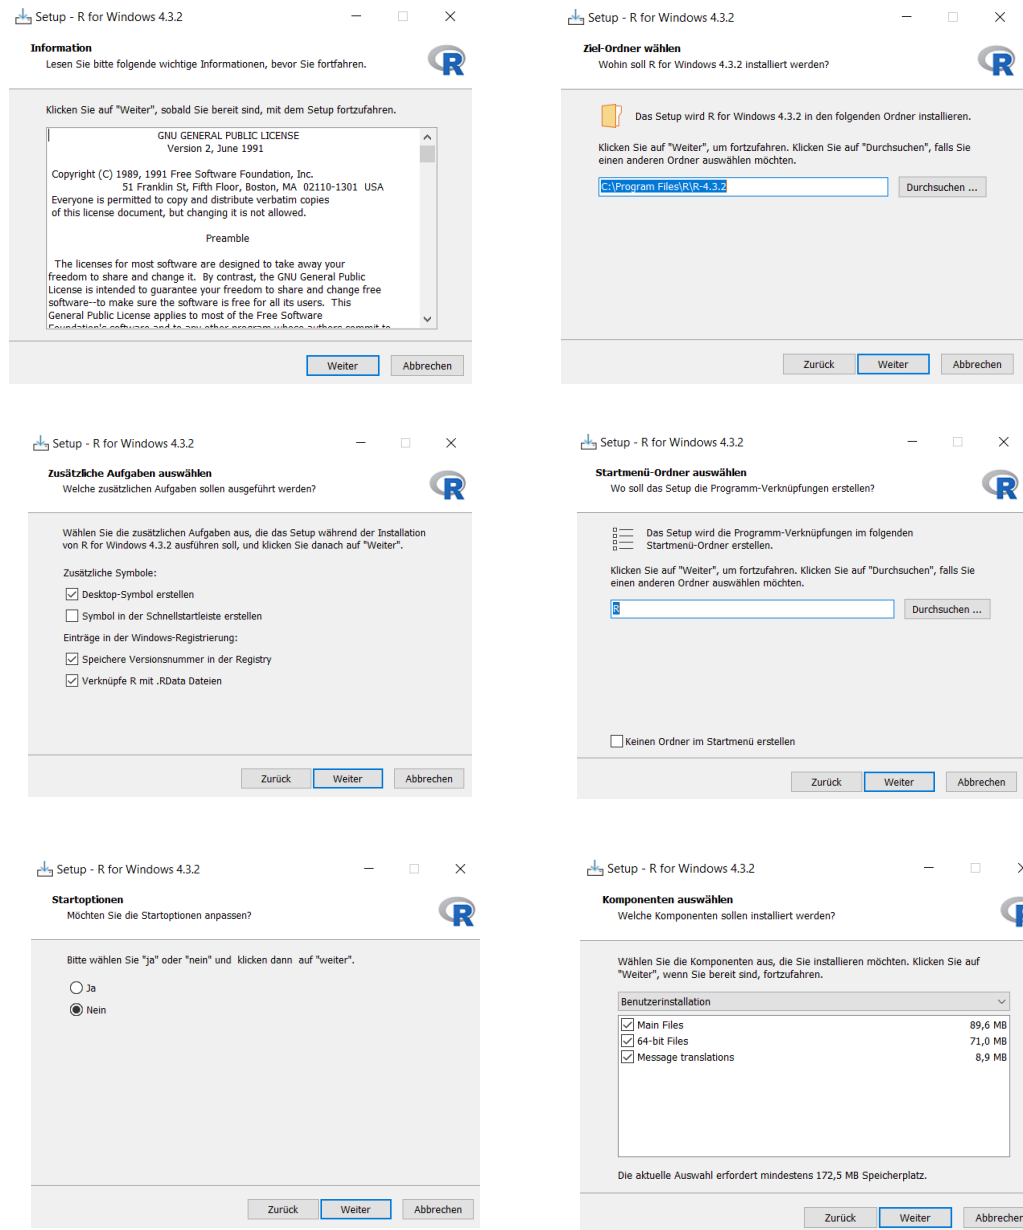 Setup - R for Windows 4.3.2
Information
Lesen Sie bitte folgende wichtige Informationen, bevor Sie fortfahren.
R
Klicken Sie auf "Weiter", sobald Sie bereit sind, mit dem Setup fortzufahren.
GNU GENERAL PUBLIC LICENSE
Version 2, June 1991
Copyright (C) 1989, 1991 Free Software Foundation, Inc.
51 Franklin St, Fifth Floor, Boston, MA 02110-1301 USA
Everyone is permitted to copy and distribute verbatim copies
of this license document, but changing it is not allowed.
Preamble
The licenses for most software are designed to take away your
freedom to share and change it. By contrast, the GNU General Public
License is intended to guarantee your freedom to share and change free
software--to make sure the software is free for all its users. This
General Public License applies to most of the Free Software
Foundation's software and to any other program whose authors commit to
Weiter Abbrechen
Setup - R for Windows 4.3.2
Ziel-Ordner wählen
Wohin soll R for Windows 4.3.2 installiert werden?
R
Das Setup wird R for Windows 4.3.2 in den folgenden Ordner installieren.
Klicken Sie auf "Weiter", um fortzufahren. Klicken Sie auf "Durchsuchen", falls Sie
einen anderen Ordner auswählen möchten.
C:\Program Files\R\R-4.3.2 Durchsuchen ...
Zurück Weiter Abbrechen
Setup - R for Windows 4.3.2
Zusätzliche Aufgaben auswählen
Welche zusätzlichen Aufgaben sollen ausgeführt werden?
R
Wählen Sie die zusätzlichen Aufgaben aus, die das Setup während der Installation
von R for Windows 4.3.2 ausführen soll, und klicken Sie danach auf "Weiter".
Zusätzliche Symbole:
Desktop-Symbol erstellen
Symbol in der Schnellstartleiste erstellen
Einträge in der Windows-Registrierung:
Speichere Versionsnummer in der Registry
Verknüpfe R mit .RData Dateien
Zurück Weiter Abbrechen
Setup - R for Windows 4.3.2
Startmenü-Ordner auswählen
Wo soll das Setup die Programm-Verknüpfungen erstellen?
R
Das Setup wird die Programm-Verknüpfungen im folgenden
Startmenü-Ordner erstellen.
Klicken Sie auf "Weiter", um fortzufahren. Klicken Sie auf "Durchsuchen", falls Sie
einen anderen Ordner auswählen möchten.
R Durchsuchen ...
Keinen Ordner im Startmenü erstellen
Zurück Weiter Abbrechen
Setup - R for Windows 4.3.2
Startoptionen
Möchten Sie die Startoptionen anpassen?
R
Bitte wählen Sie "ja" oder "nein" und klicken dann auf "weiter".
Ja
Nein
Zurück Weiter Abbrechen
Setup - R for Windows 4.3.2
Komponenten auswählen
Welche Komponenten sollen installiert werden?
R
Wählen Sie die Komponenten aus, die Sie installieren möchten. Klicken Sie auf
"Weiter", wenn Sie bereit sind, fortzufahren.
Benutzerinstallation
Main Files 89,6 MB
64-bit Files 71,0 MB
Message translations 8,9 MB
Die aktuelle Auswahl erfordert mindestens 172,5 MB Speicherplatz.
Zurück Weiter Abbrechen